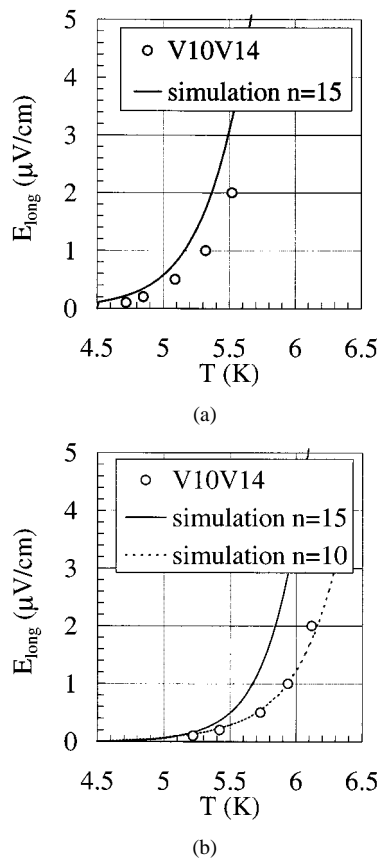 5
V10V14
4
simulation n=15
3
E_long (μV/cm)
2
1
0
4.5 5 5.5 6 6.5
T (K)
(a)
5
V10V14
4
simulation n=15
simulation n=10
3
E_long (μV/cm)
2
1
0
4.5 5 5.5 6 6.5
T (K)
(b)